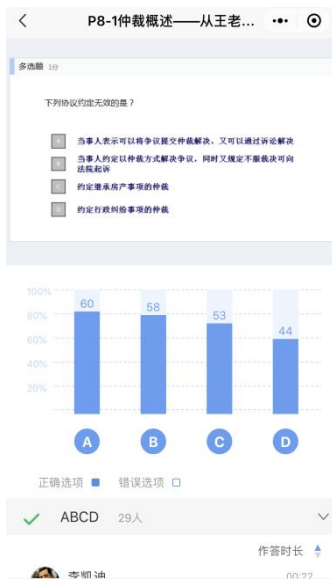 P8-1仲裁概述——从王老...
多选题 1分
下列协议约定无效的是？
A 当事人表示可以将争议提交仲裁解决，又可以通过诉讼解决
B 当事人约定以仲裁方式解决争议，同时又规定不服裁决可向
法院起诉
C 约定继承房产事项的仲裁
D 约定行政纠纷事项的仲裁
100%
80%
60%
40%
20%
60
58
53
44
A
B
C
D
正确选项 错误选项
ABCD 29人
作答时长
李凯迪 00:22